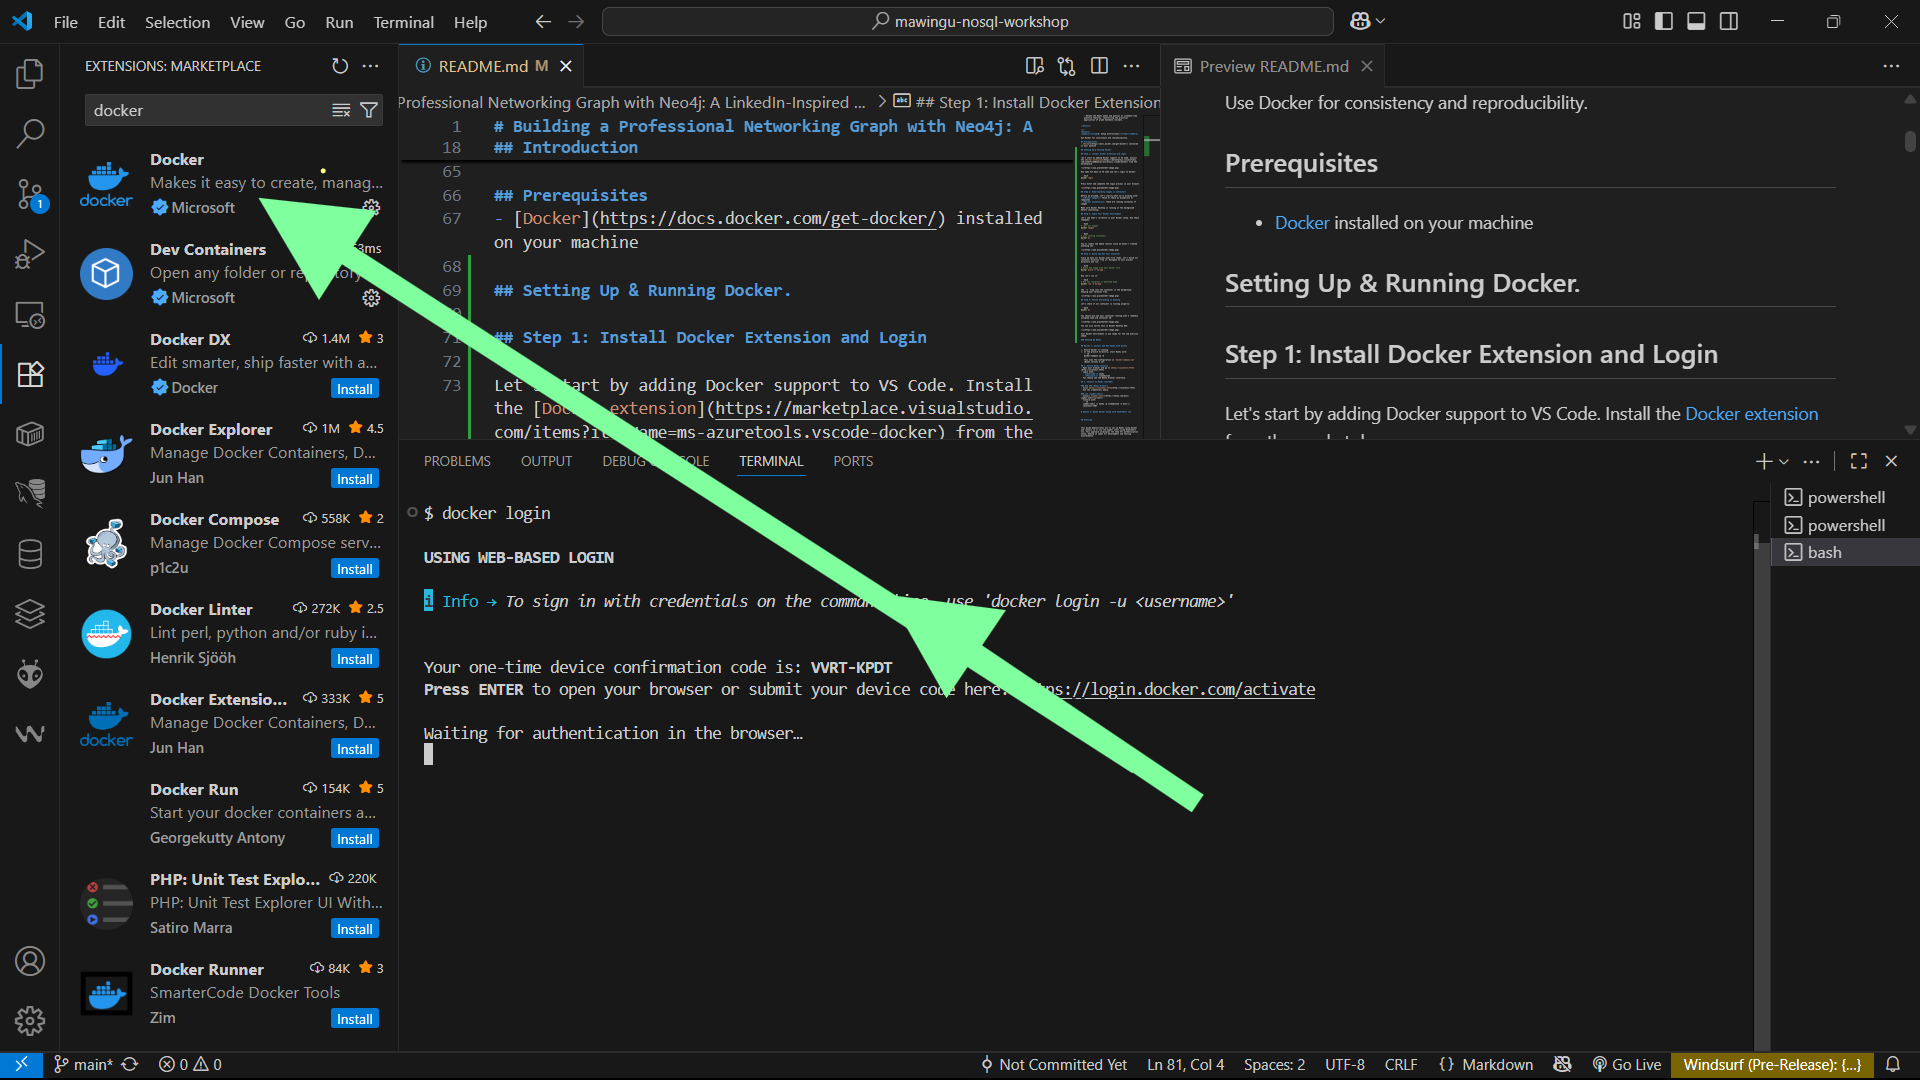 File Edit Selection View Go Run Terminal Help
mawingu-nosql-workshop
EXTENSIONS: MARKETPLACE
docker
Docker
Makes it easy to create, manag...
docker
Microsoft
Dev Containers
3ms
Open any folder or
Microsoft
Docker DX 1.4M 3
Edit smarter, ship faster with a...
Docker Install
Docker Explorer 1M 4.5
Manage Docker Containers, D...
Jun Han Install
Docker Compose 558K 2
Manage Docker Compose serv...
p1c2u Install
Docker Linter 272K 2.5
Lint perl, python and/or ruby i...
Henrik Sjööh Install
Docker Extensio... 333K 5
Manage Docker Containers, D...
docker
Jun Han Install
Docker Run 154K 5
Start your docker containers a...
Georgekutty Antony Install
PHP: Unit Test Explo... 220K
PHP: Unit Test Explorer UI With...
Satiro Marra Install
Docker Runner 84K 3
SmarterCode Docker Tools
Zim Install
README.md M
Professional Networking Graph with Neo4j: A LinkedIn-Inspired ... > ## Step 1: Install Docker Extension
1 # Building a Professional Networking Graph with Neo4j: A
18 ## Introduction
65
66 ## Prerequisites
67 - [Docker](https://docs.docker.com/get-docker/) installed
on your machine
68
69 ## Setting Up & Running Docker.
71 ## Step 1: Install Docker Extension and Login
72
73 Let start by adding Docker support to VS Code. Install
the [Doc extension](https://marketplace.visualstudio.
com/items?it Name=ms-azuretools.vscode-docker) from the
Preview README.md
Use Docker for consistency and reproducibility.
Prerequisites
• Docker installed on your machine
Setting Up & Running Docker.
Step 1: Install Docker Extension and Login
Let's start by adding Docker support to VS Code. Install the Docker extension
PROBLEMS OUTPUT DEBUG CONSOLE TERMINAL PORTS
$ docker login
USING WEB-BASED LOGIN
i Info → To sign in with credentials on the command line, use 'docker login -u <username>'
Your one-time device confirmation code is: VVRT-KPDT
Press ENTER to open your browser or submit your device code here: https://login.docker.com/activate
Waiting for authentication in the browser…
powershell
powershell
bash
1
main* 0 0
Not Committed Yet Ln 81, Col 4 Spaces: 2 UTF-8 CRLF {} Markdown Go Live Windsurf (Pre-Release): {...}